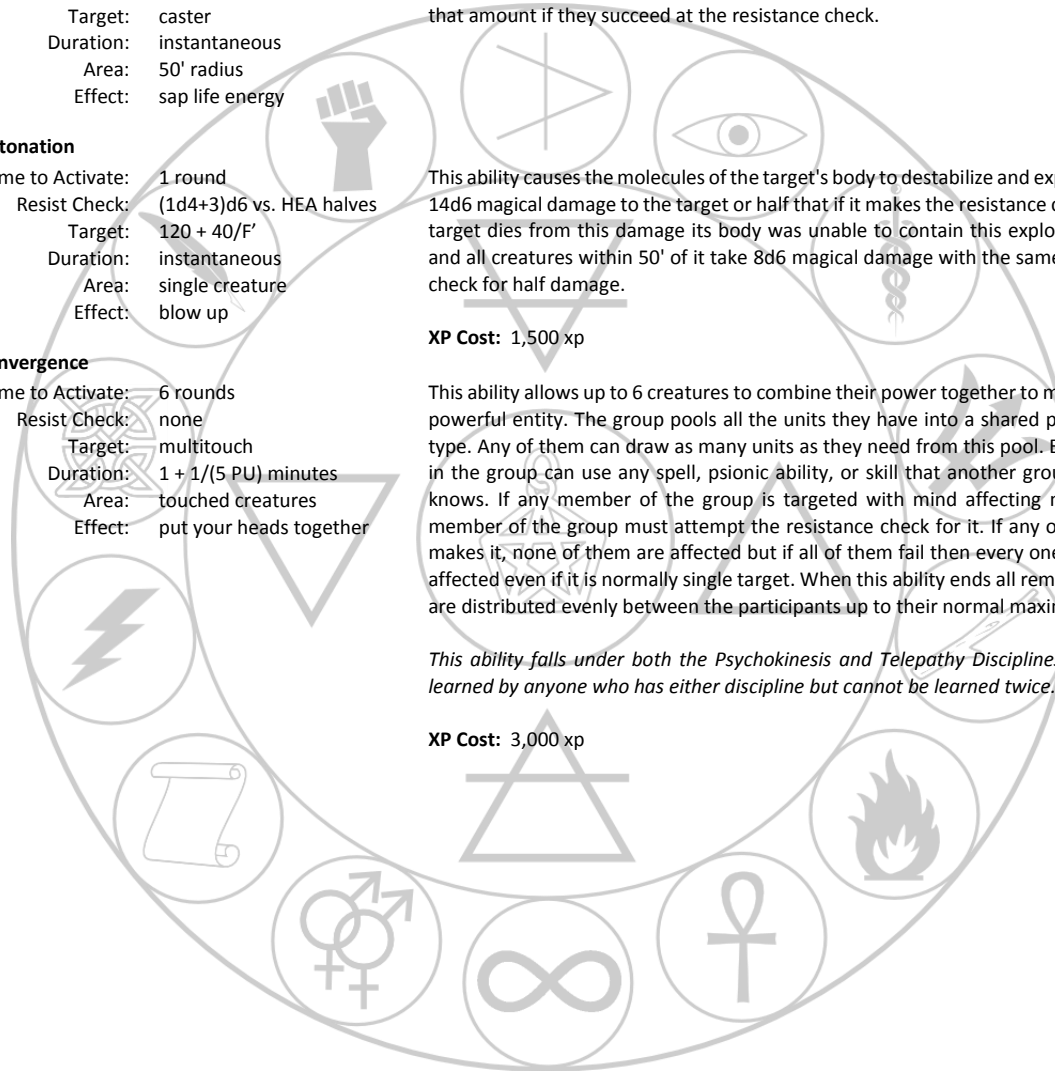 Target: caster
Duration: instantaneous
Area: 50' radius
Effect: sap life energy
that amount if they succeed at the resistance check.
tonation
me to Activate: 1 round
Resist Check: (1d4+3)d6 vs. HEA halves
Target: 120 + 40/F’
Duration: instantaneous
Area: single creature
Effect: blow up
This ability causes the molecules of the target's body to destabilize and
14d6 magical damage to the target or half that if it makes the resistance
target dies from this damage its body was unable to contain this
and all creatures within 50' of it take 8d6 magical damage with the same
check for half damage.
XP Cost: 1,500 xp
nvergence
me to Activate: 6 rounds
Resist Check: none
Target: multitouch
Duration: 1 + 1/(5 PU) minutes
Area: touched creatures
Effect: put your heads together
This ability allows up to 6 creatures to combine their power together to
powerful entity. The group pools all the units they have into a shared
type. Any of them can draw as many units as they need from this pool.
in the group can use any spell, psionic ability, or skill that another
knows. If any member of the group is targeted with mind affecting
member of the group must attempt the resistance check for it. If any
makes it, none of them are affected but if all of them fail then every one
affected even if it is normally single target. When this ability ends all
are distributed evenly between the participants up to their normal
This ability falls under both the Psychokinesis and Telepathy
learned by anyone who has either discipline but cannot be learned twice.
XP Cost: 3,000 xp